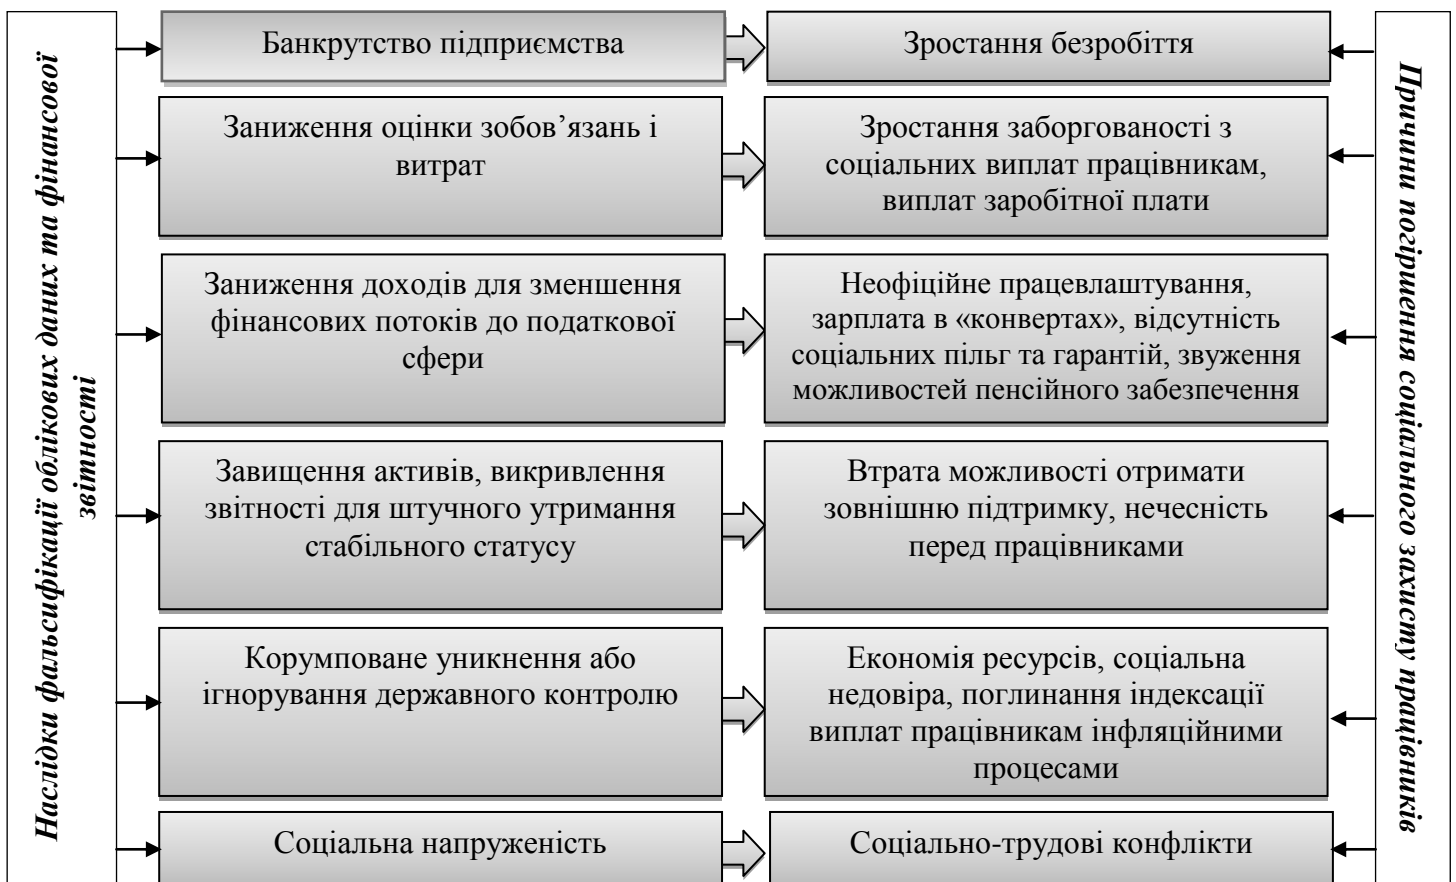 Наслідки фальсифікації облікових даних та фінансової
звітності
Банкрутство підприємства
Зростання безробіття
Заниження оцінки зобов’язань і
витрат
Зростання заборгованості з
соціальних виплат працівникам,
виплат заробітної плати
Заниження доходів для зменшення
фінансових потоків до податкової
сфери
Неофіційне працевлаштування,
зарплата в «конвертах», відсутність
соціальних пільг та гарантій, звуження
можливостей пенсійного забезпечення
Завищення активів, викривлення
звітності для штучного утримання
стабільного статусу
Втрата можливості отримати
зовнішню підтримку, нечесність
перед працівниками
Корумповане уникнення або
ігнорування державного контролю
Економія ресурсів, соціальна
недовіра, поглинання індексації
виплат працівникам інфляційними
процесами
Соціальна напруженість
Соціально-трудові конфлікти
Причини погіршення соціального захисту працівників